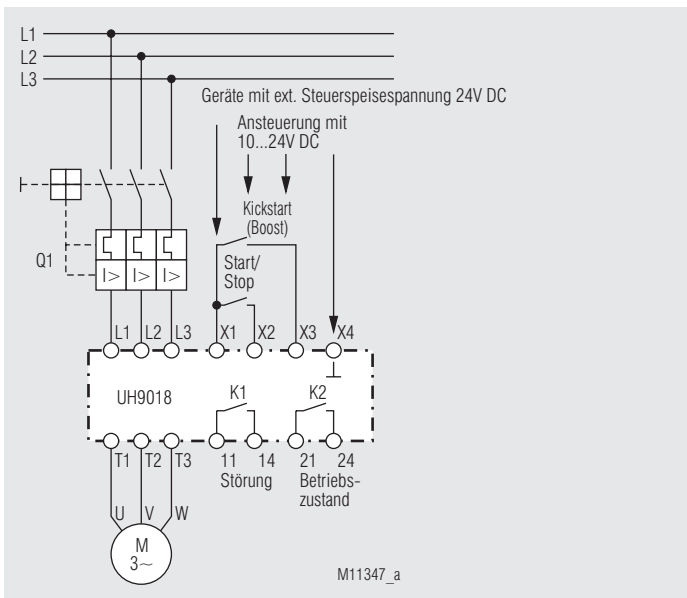 L1
L2
L3
Geräte mit ext. Steuerspeisespannung 24V DC
Ansteuerung mit
10...24V DC
Kickstart
(Boost)
Q1
I> I> I>
Start/
Stop
L1 L2 L3 X1 X2 X3 X4
UH9018
K1 K2
T1 T2 T3 11 14 21 24
Störung
Betriebs-
zustand
U V W
M
3~
M11347_a